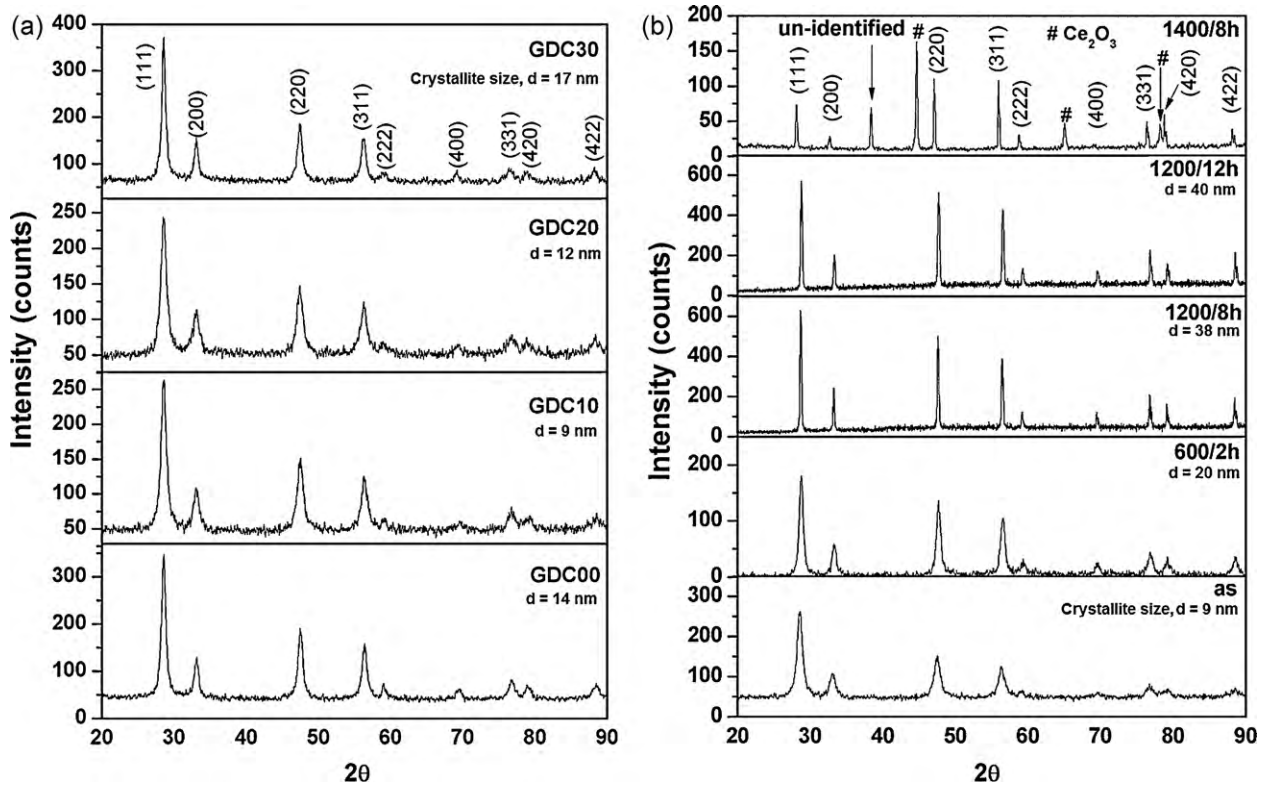 (a)
GDC30
Crystallite size, d = 17 nm
(111)
(200)
(220)
(311)
(222)
(400)
(331)
(420)
(422)
400
300
200
100
GDC20
d = 12 nm
250
200
150
100
50
GDC10
d = 9 nm
250
200
150
100
50
GDC00
d = 14 nm
300
200
100
0
Intensity (counts)
20 30 40 50 60 70 80 90
2θ
(b)
un-identified
# Ce₂O₃
1400/8h
(111)
(200)
#
(220)
(311)
(222)
#
(400)
(331)
#
(420)
(422)
200
150
100
50
0
1200/12h
d = 40 nm
600
400
200
0
1200/8h
d = 38 nm
600
400
200
0
600/2h
d = 20 nm
200
100
0
as
Crystallite size, d = 9 nm
300
200
100
0
Intensity (counts)
20 30 40 50 60 70 80 90
2θ